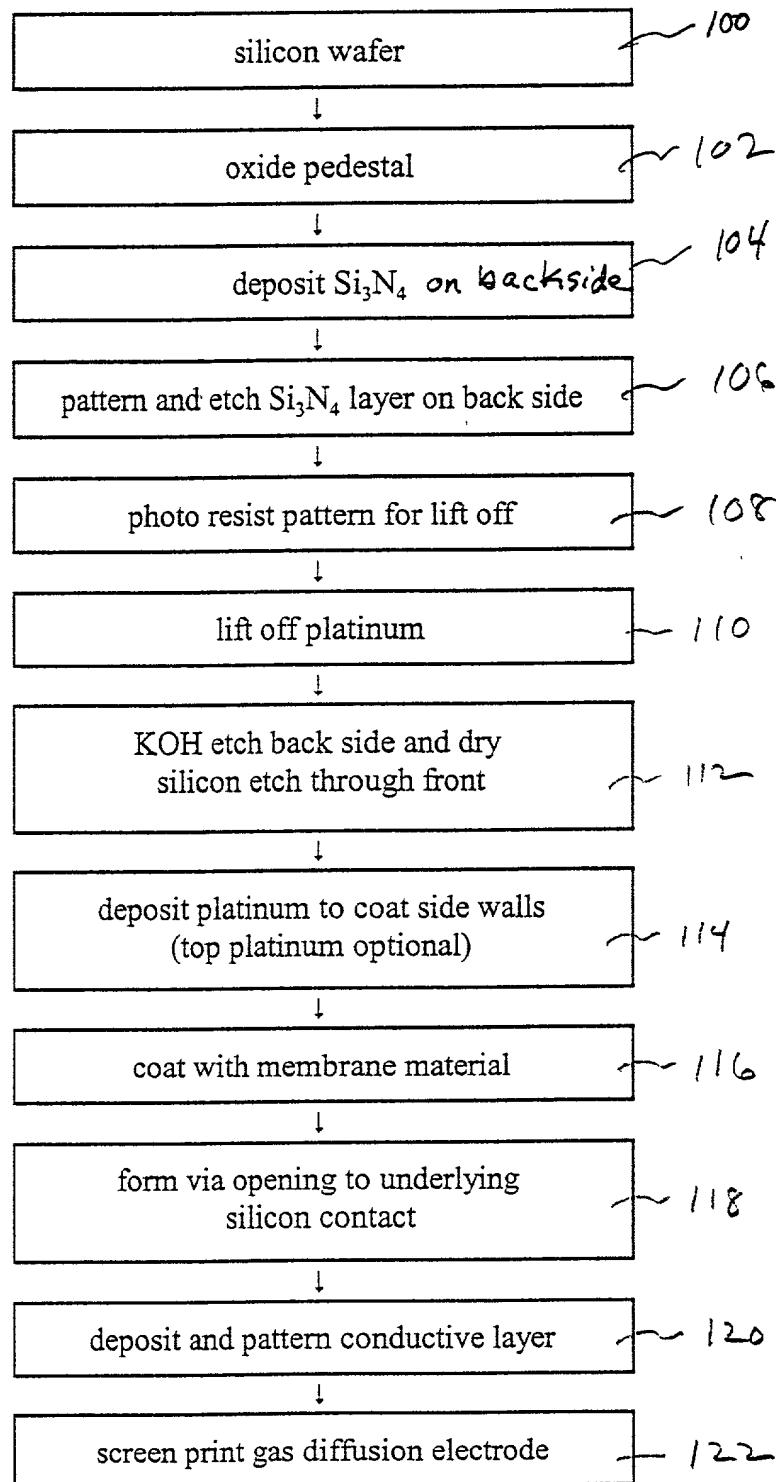 silicon wafer 100
↓
oxide pedestal 102
↓
deposit Si₃N₄ on backside 104
↓
pattern and etch Si₃N₄ layer on back side 106
↓
photo resist pattern for lift off 108
↓
lift off platinum 110
↓
KOH etch back side and dry
silicon etch through front 112
↓
deposit platinum to coat side walls
(top platinum optional) 114
↓
coat with membrane material 116
↓
form via opening to underlying
silicon contact 118
↓
deposit and pattern conductive layer 120
↓
screen print gas diffusion electrode 122